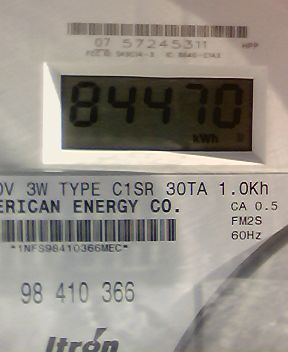 07 57245311
HPP
84470
kWh
0V 3W TYPE C1SR 30TA 1.0Kh
ERICAN ENERGY CO.
CA 0.5
FM2S
60Hz
*1NFS98410366MEC*
98 410 366
Itron